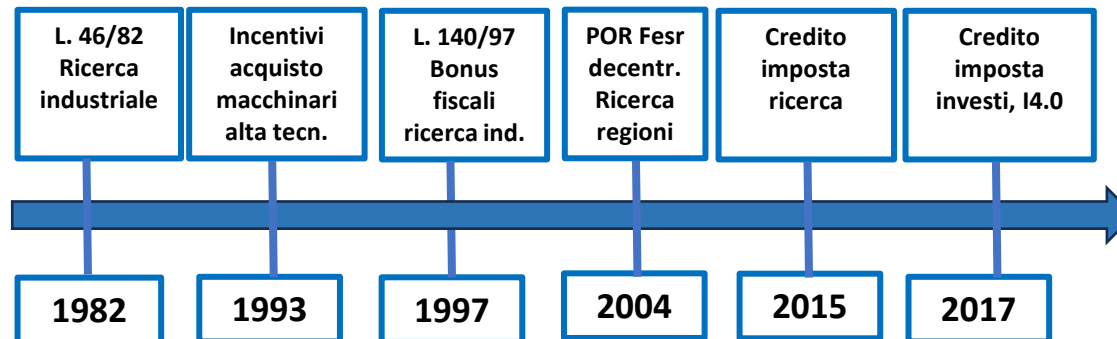 L. 46/82
Ricerca
industriale
Incentivi
acquisto
macchinari
alta tecn.
L. 140/97
Bonus
fiscali
ricerca ind.
POR Fesr
decentr.
Ricerca
regioni
Credito
imposta
ricerca
Credito
imposta
investi, I4.0
1982
1993
1997
2004
2015
2017